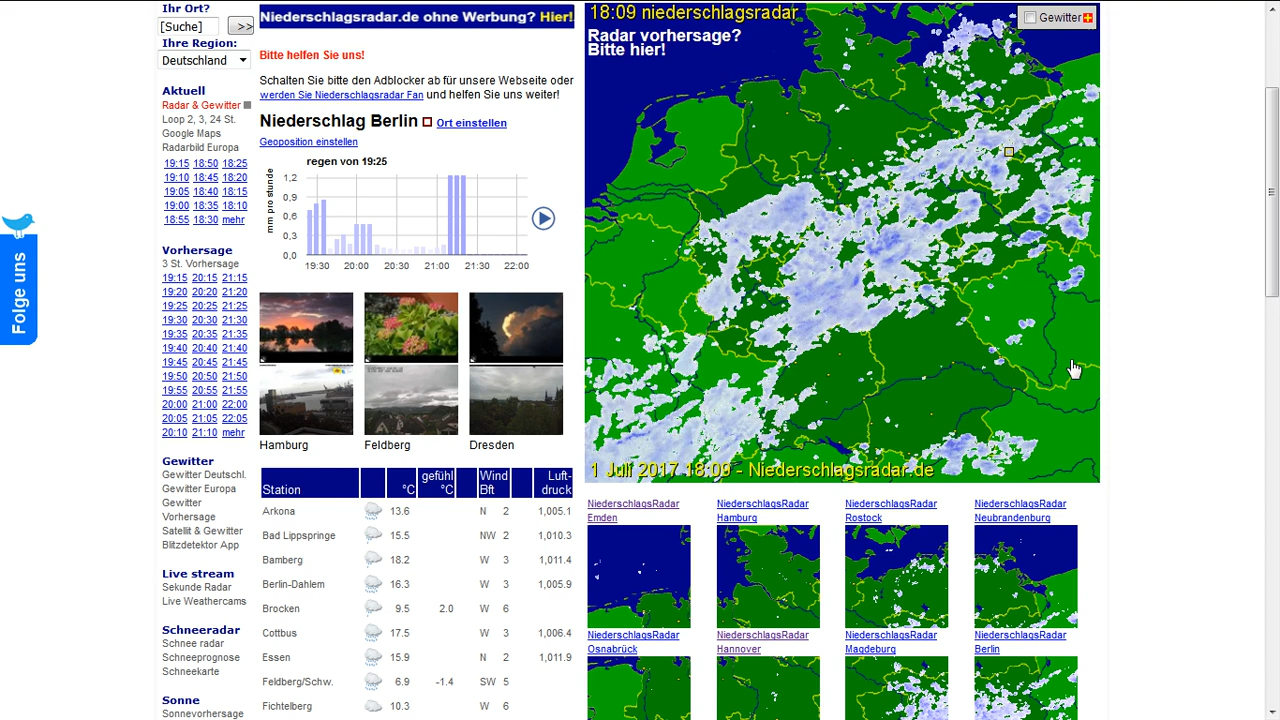 Ihr Ort?
[Suche] >>
Ihre Region:
Deutschland
Aktuell
Radar & Gewitter
Loop 2, 3, 24 St.
Google Maps
Radarbild Europa
19:15 18:50 18:25
19:10 18:45 18:20
19:05 18:40 18:15
19:00 18:35 18:10
18:55 18:30 mehr
Vorhersage
3 St. Vorhersage
19:15 20:15 21:15
19:20 20:20 21:20
19:25 20:25 21:25
19:30 20:30 21:30
19:35 20:35 21:35
19:40 20:40 21:40
19:45 20:45 21:45
19:50 20:50 21:50
19:55 20:55 21:55
20:00 21:00 22:00
20:05 21:05 22:05
20:10 21:10 mehr
Gewitter
Gewitter Deutschl.
Gewitter Europa
Gewitter
Vorhersage
Satellit & Gewitter
Blitzdetektor App
Live stream
Sekunde Radar
Live Weathercams
Schneeradar
Schnee radar
Schneeprognose
Schneekarte
Sonne
Sonnevorhersage
Folge uns
Niederschlagsradar.de ohne Werbung? Hier!
Bitte helfen Sie uns!
Schalten Sie bitte den Adblocker ab für unsere Webseite oder
werden Sie Niederschlagsradar Fan und helfen Sie uns weiter!
Niederschlag Berlin Ort einstellen
Geoposition einstellen
regen von 19:25
mm pro stunde
1,2
0,9
0,6
0,3
0,0
19:30 20:00 20:30 21:00 21:30 22:00
Hamburg Feldberg Dresden
Station °C gefühl °C Wind Bft Luft-druck
Arkona 13.6 N 2 1,005.1
Bad Lippspringe 15.5 NW 2 1,010.3
Bamberg 18.2 W 3 1,011.4
Berlin-Dahlem 16.3 W 3 1,005.9
Brocken 9.5 2.0 W 6
Cottbus 17.5 W 3 1,006.4
Essen 15.9 N 2 1,011.9
Feldberg/Schw. 6.9 -1.4 SW 5
Fichtelberg 10.3 W 6
18:09 niederschlagsradar
Gewitter
Radar vorhersage?
Bitte hier!
1 Juli 2017 18:09 - Niederschlagsradar.de
NiederschlagsRadar Emden
NiederschlagsRadar Hamburg
NiederschlagsRadar Rostock
NiederschlagsRadar Neubrandenburg
NiederschlagsRadar Osnabrück
NiederschlagsRadar Hannover
NiederschlagsRadar Magdeburg
NiederschlagsRadar Berlin